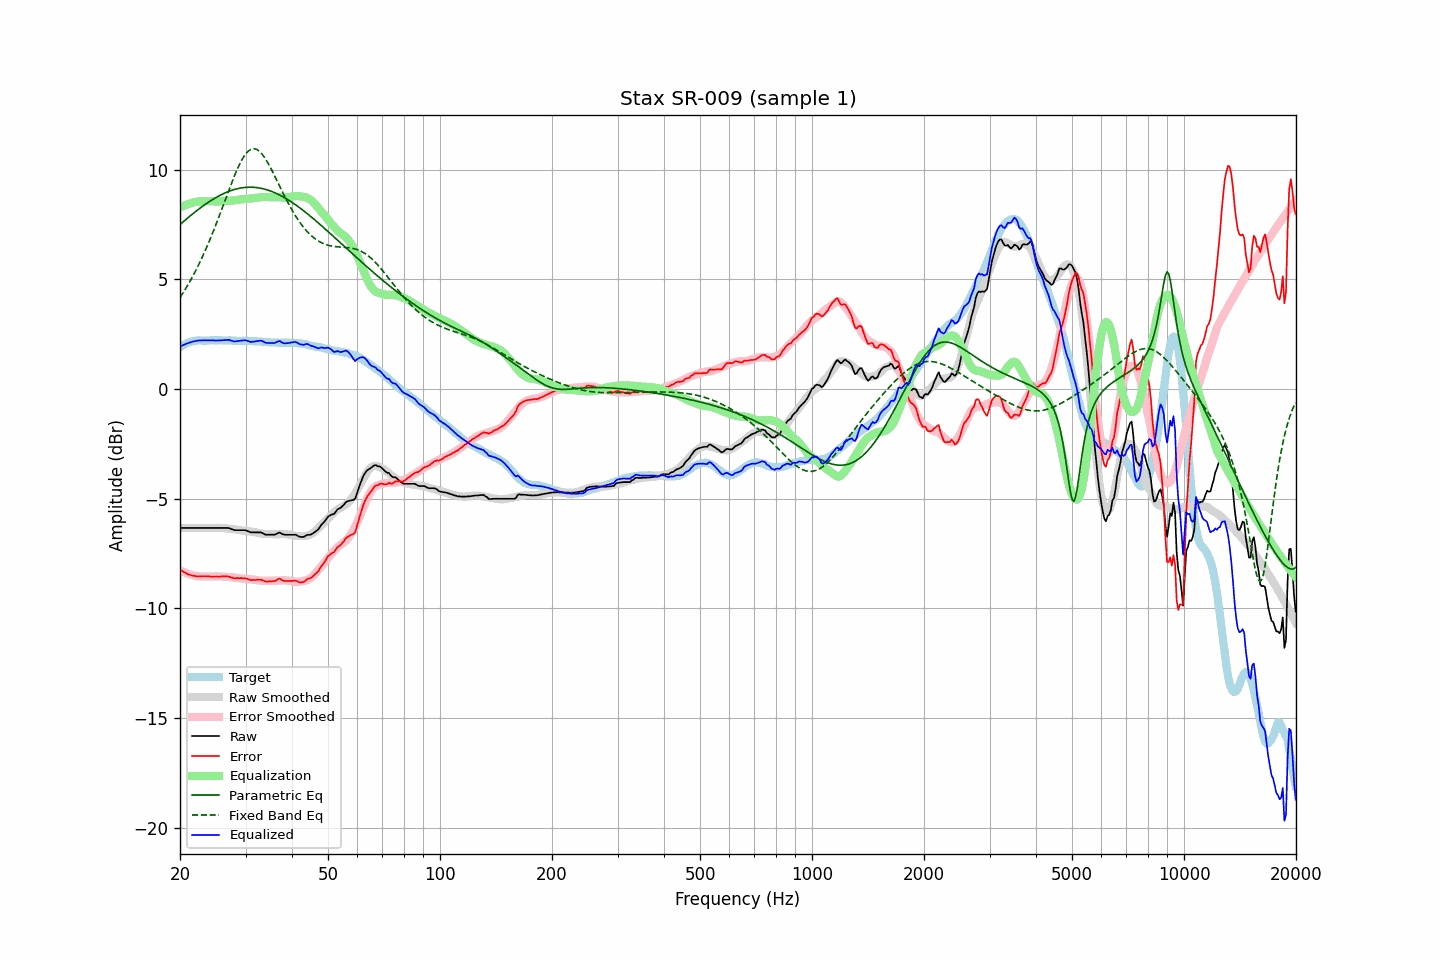 Stax SR-009 (sample 1)
Amplitude (dBr)
10
5
0
−5
−10
−15
−20
Target
Raw Smoothed
Error Smoothed
Raw
Error
Equalization
Parametric Eq
Fixed Band Eq
Equalized
20 50 100 200 500 1000 2000 5000 10000 20000
Frequency (Hz)